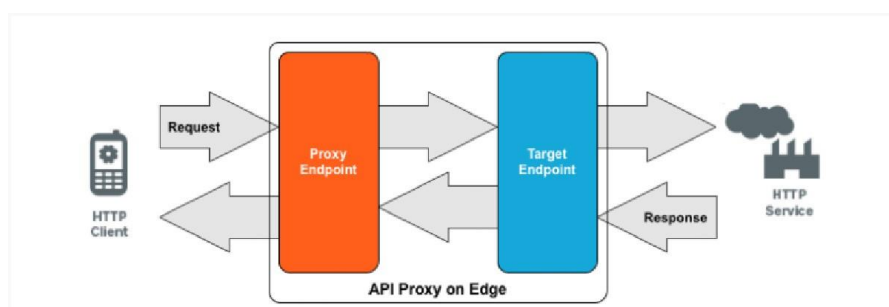 Request
Proxy
Endpoint
Target
Endpoint
HTTP
Client
HTTP
Service
Response
API Proxy on Edge